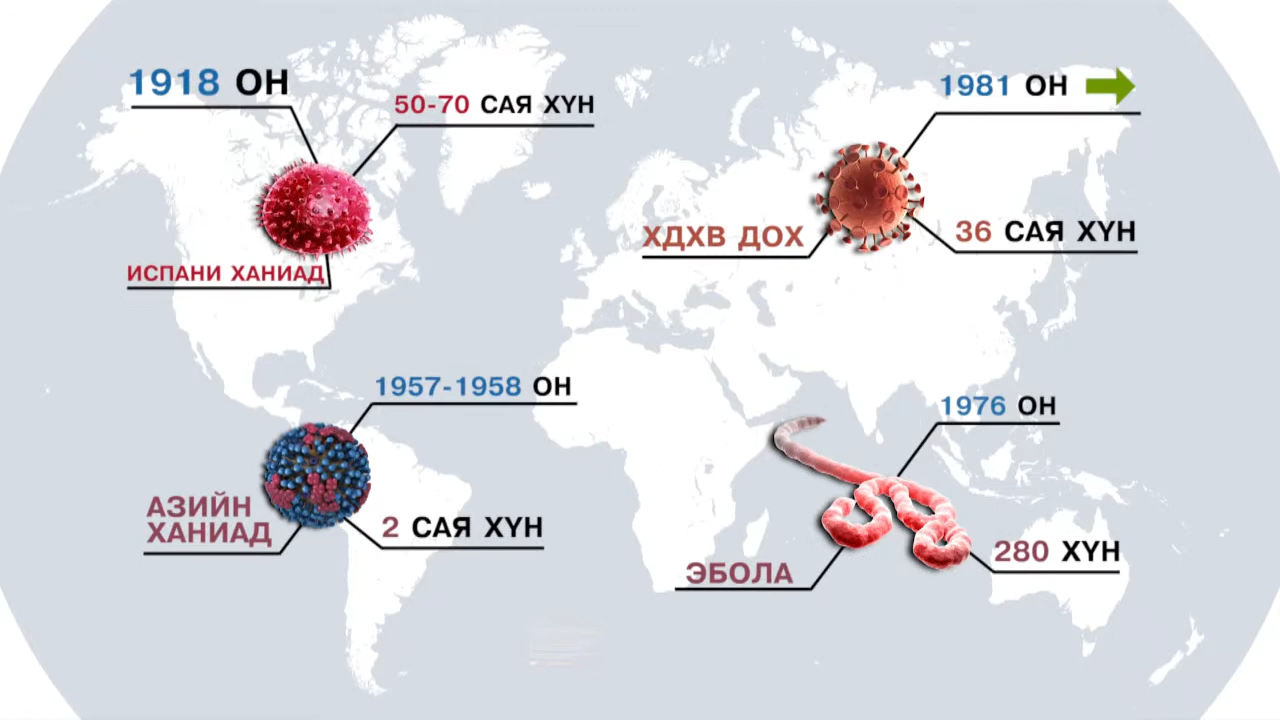 1918 ОН
50-70 САЯ ХҮН
ИСПАНИ ХАНИАД
1981 ОН
ХДХВ ДОХ
36 САЯ ХҮН
1957-1958 ОН
АЗИЙН
ХАНИАД
2 САЯ ХҮН
1976 ОН
ЭБОЛА
280 ХҮН